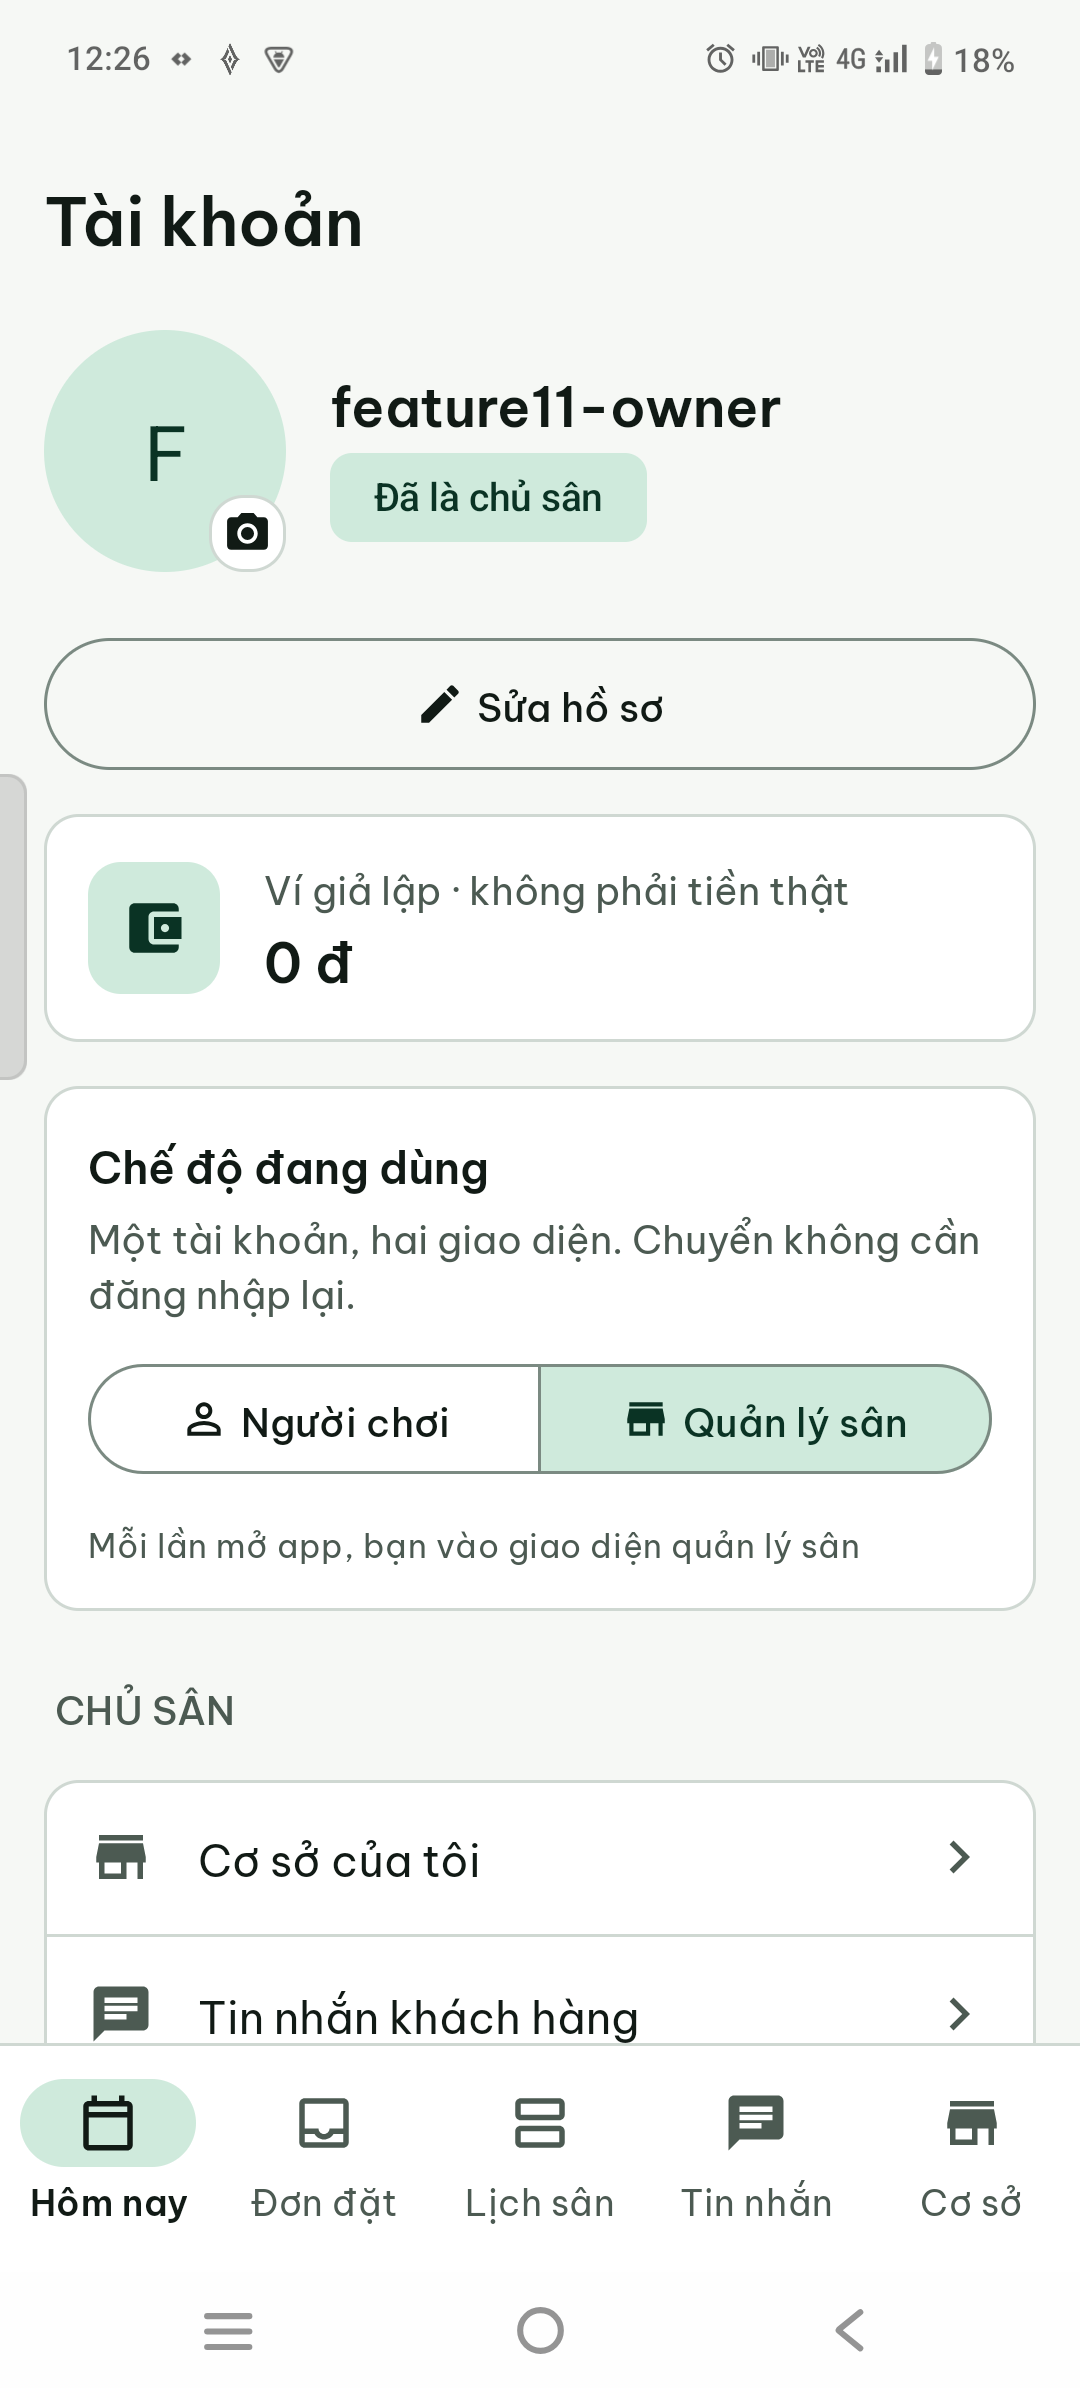 12:26
VoLTE 4G 18%
Tài khoản
F
feature11-owner
Đã là chủ sân
Sửa hồ sơ
Ví giả lập · không phải tiền thật
0 đ
Chế độ đang dùng
Một tài khoản, hai giao diện. Chuyển không cần
đăng nhập lại.
Người chơi Quản lý sân
Mỗi lần mở app, bạn vào giao diện quản lý sân
CHỦ SÂN
Cơ sở của tôi
Tin nhắn khách hàng
Hôm nay Đơn đặt Lịch sân Tin nhắn Cơ sở